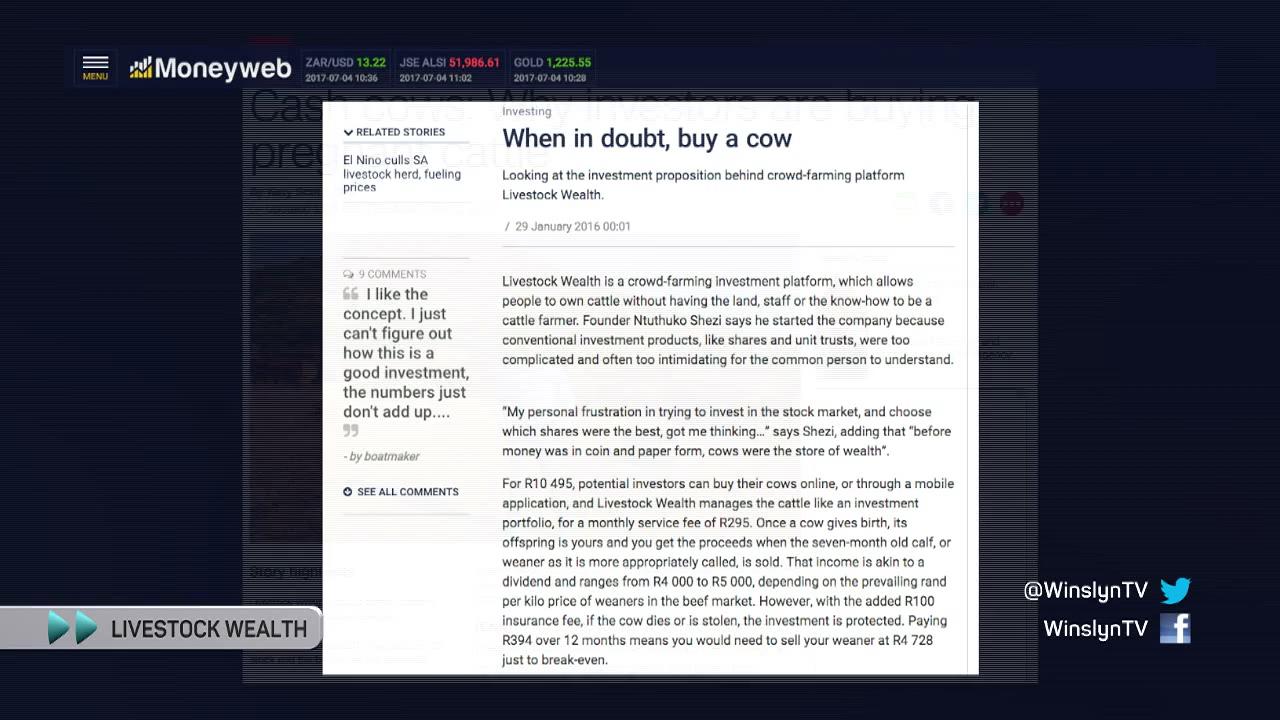 MENU
Moneyweb
ZAR/USD 13.22
2017-07-04 10:36
JSE ALSI 51,986.61
2017-07-04 11:02
GOLD 1,225.55
2017-07-04 10:28
Cash cows: Why investors are buying
pregnant cattle
RELATED STORIES
El Nino culls SA
livestock herd, fueling
prices
9 COMMENTS
“ I like the
concept. I just
can't figure out
how this is a
good investment,
the numbers just
don't add up....
”
- by boatmaker
SEE ALL COMMENTS
Investing
When in doubt, buy a cow
Looking at the investment proposition behind crowd-farming platform
Livestock Wealth.
/ 29 January 2016 00:01
Livestock Wealth is a crowd-farming investment platform, which allows
people to own cattle without having the land, staff or the know-how to be a
cattle farmer. Founder Ntuthuko Shezi says he started the company because
conventional investment products, like shares and unit trusts, were too
complicated and often too intimidating for the common person to understand.
“My personal frustration in trying to invest in the stock market, and choose
which shares were the best, got me thinking…” says Shezi, adding that “before
money was in coin and paper form, cows were the store of wealth”.
For R10 495, potential investors can buy their cows online, or through a mobile
application, and Livestock Wealth manages the cattle like an investment
portfolio, for a monthly service fee of R295. Once a cow gives birth, its
offspring is yours and you get the proceeds when the seven-month old calf, or
weaner as it is more appropriately called, is sold. That income is akin to a
dividend and ranges from R4 000 to R5 000, depending on the prevailing rand
per kilo price of weaners in the beef market. However, with the added R100
insurance fee, if the cow dies or is stolen, the investment is protected. Paying
R394 over 12 months means you would need to sell your weaner at R4 728
just to break-even.
@WinslynTV
WinslynTV
LIVESTOCK WEALTH